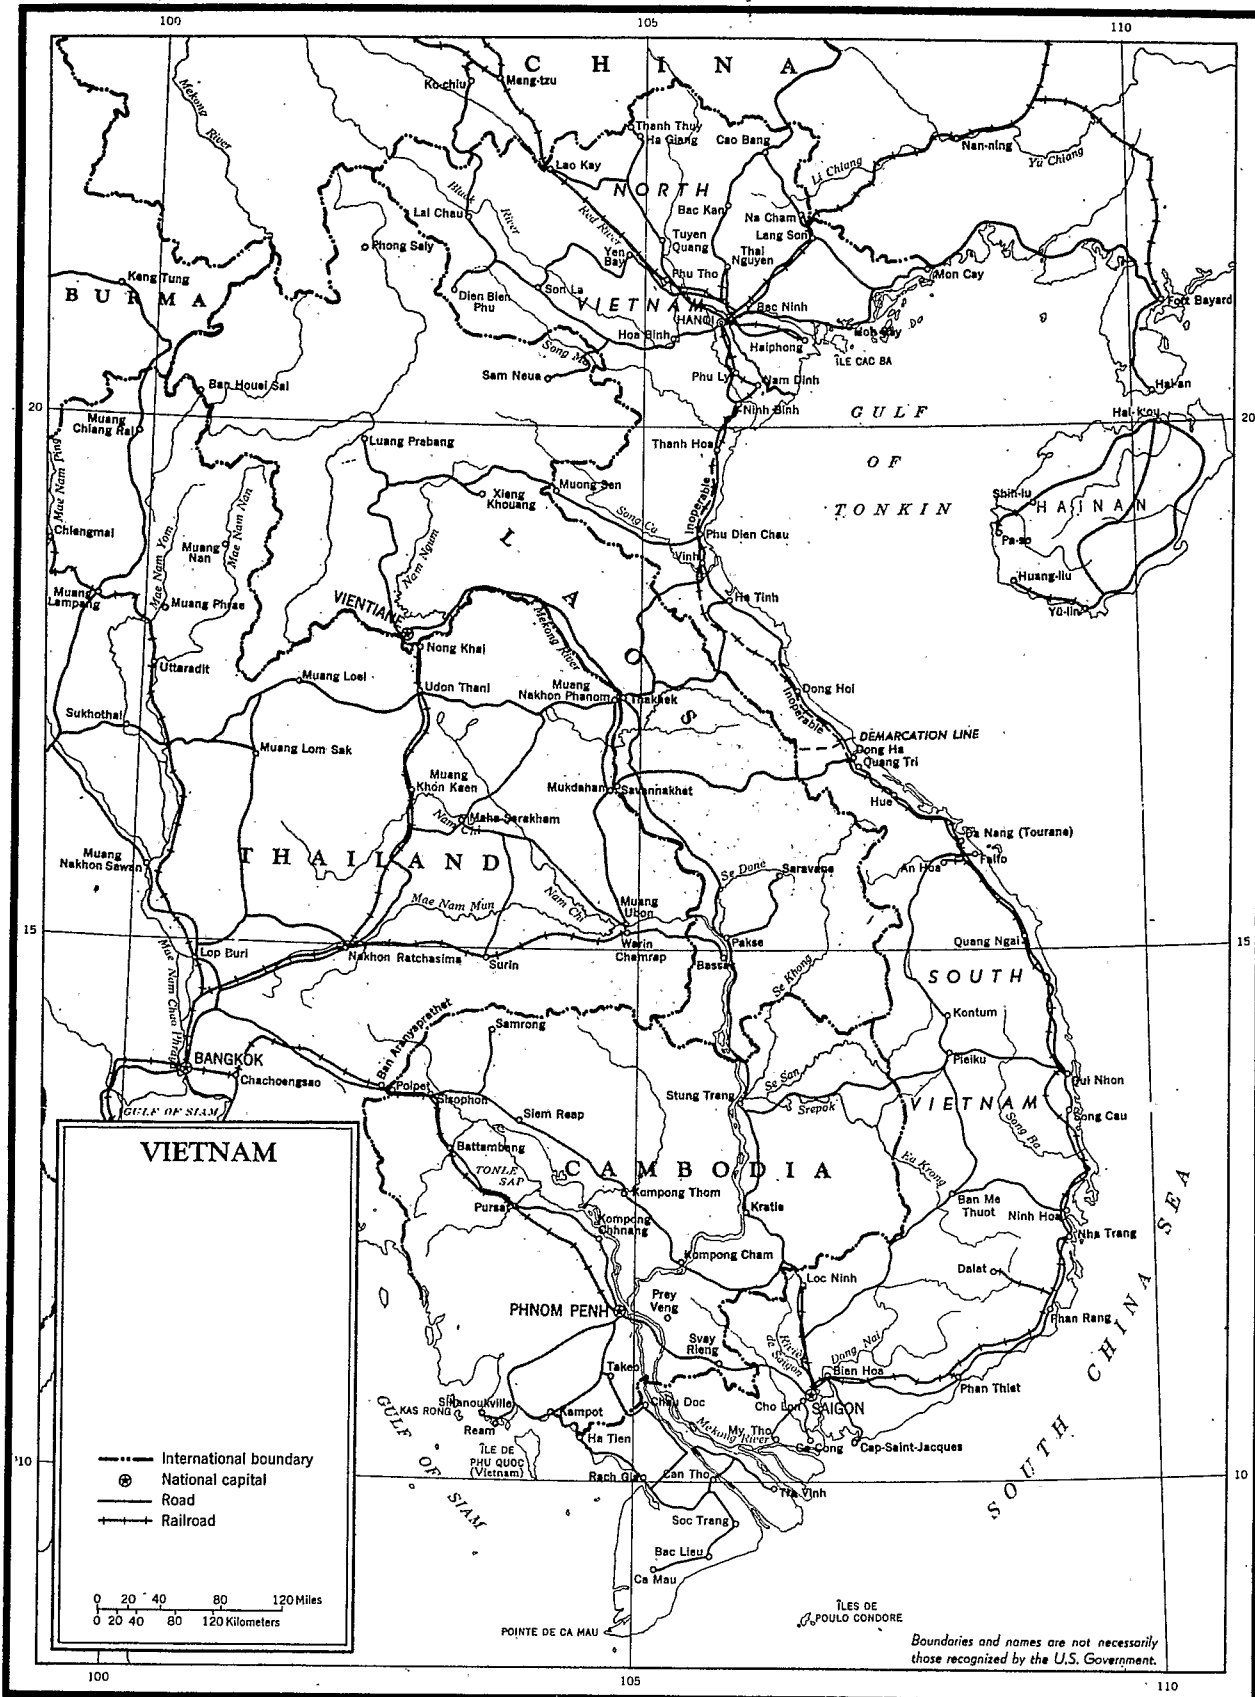 100
105
110
C H I N A
Ko-chiu
Meng-tzu
Mekong River
Thanh Thuy
Ha Giang
Cao Bang
Nan-ning
Yu Chiang
Li Chiang
Lao Kay
NORTH
Black River
Red River
Lai Chau
Bac Kan
Na Cham
Lang Son
Phong Saly
Tuyen Quang
Thai Nguyen
Yen Bay
Phu Tho
Mon Cay
Keng Tung
BURMA
Dien Bien Phu
Son La
VIETNAM
HANOI
Bac Ninh
Fort Bayard
Hoa Binh
Haiphong
Hon Gay
ÎLE CAC BA
Song Ma
Sam Neua
Phu Ly
Nam Dinh
Ban Houei Sai
Ninh Binh
Hai-an
20
Muang Chiang Rai
GULF OF TONKIN
Hai-k'ou
20
Luang Prabang
Thanh Hoa
Mae Nam Ping
Muong Sen
Xieng Khouang
Inoperable
Shih-lu
HAINAN
Chiengmai
Mae Nam Nan
Song Ca
Phu Dien Chau
Pa-so
Muang Nan
Mae Nam Yom
Nam Ngum
LAOS
Vinh
Huang-liu
Muang Lampang
Muang Phrae
VIENTIANE
Ha Tinh
Yü-lin
Mekong River
Nong Khai
Uttaradit
Muang Loei
Udon Thani
Muang Nakhon Phanom
Thakhek
Dong Hoi
Inoperable
Sukhothai
DEMARCATION LINE
Muang Lom Sak
Dong Ha
Quang Tri
Muang Khon Kaen
Mukdahan
Savannakhet
Hue
Nam Chi
Maha Sarakham
Da Nang (Tourane)
Muang Nakhon Sawan
THAILAND
Se Done
Saravane
An Hoa
Faifo
Mae Nam Mun
Nam Chi
Muang Ubon
15
Lop Buri
Pakse
Quang Ngai
15
Mae Nam Chao Phraya
Nakhon Ratchasima
Surin
Warin Chamrap
Bassac
Se Khong
SOUTH
Ban Aranyaprathet
Samrong
Kontum
BANGKOK
Chachoengsao
Poipet
Sisophon
Pleiku
Se San
Qui Nhon
GULF OF SIAM
Siem Reap
Stung Trang
Srepok
VIETNAM
Song Cau
Song Ba
Battambang
TONLE SAP
CAMBODIA
Ea Krong
Kompong Thom
Ban Me Thuot
Pursat
Kompong Chhnang
Kratie
Ninh Hoa
Nha Trang
Kompong Cham
Loc Ninh
Dalat
PHNOM PENH
Prey Veng
Phan Rang
Svay Rieng
Rivière de Saigon
Dong Nai
Takeo
Bien Hoa
Phan Thiet
Sihanoukville
KAS RONG
Ream
Kampot
Chau Doc
Cho Lon
SAIGON
Ha Tien
Mekong River
My Tho
Go Cong
Cap-Saint-Jacques
GULF OF SIAM
ÎLE DE PHU QUOC (Vietnam)
10
Rach Gia
Can Tho
Tra Vinh
10
Soc Trang
SOUTH CHINA SEA
Bac Lieu
Ca Mau
ÎLES DE POULO CONDORE
POINTE DE CA MAU
VIETNAM
International boundary
National capital
Road
Railroad
0 20 40 80 120 Miles
0 20 40 80 120 Kilometers
Boundaries and names are not necessarily
those recognized by the U.S. Government.
100
105
110